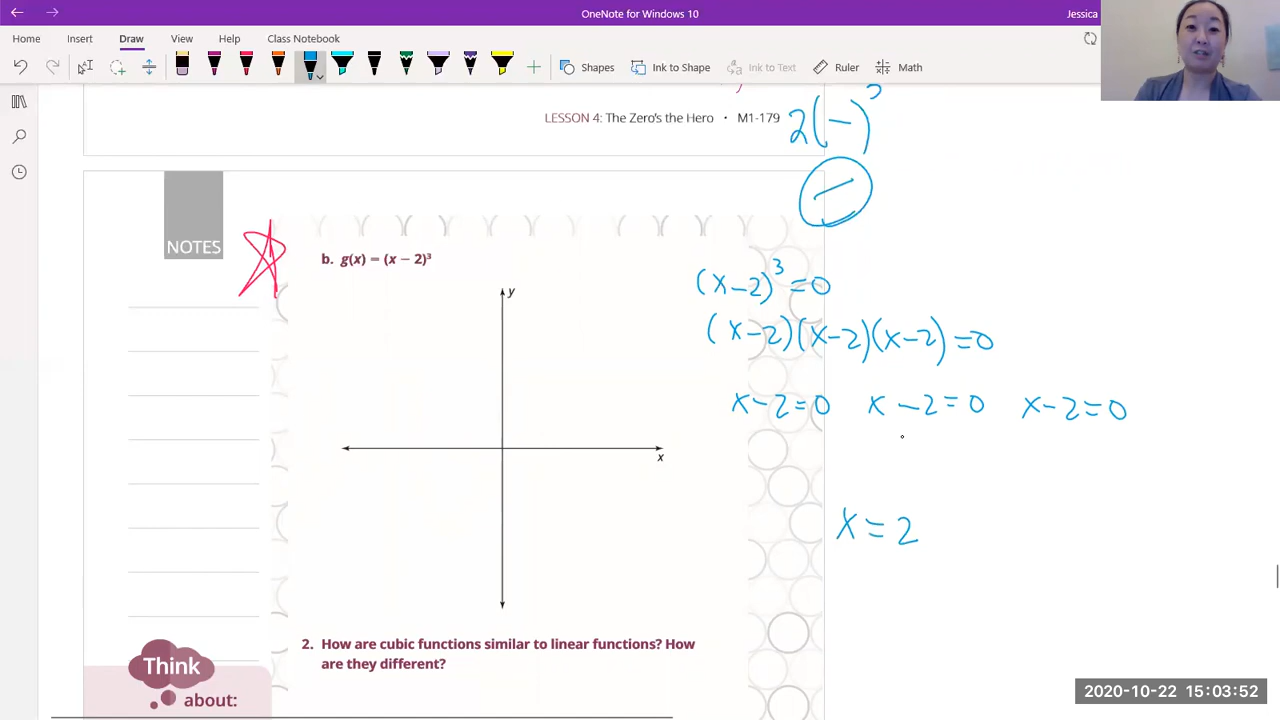 OneNote for Windows 10
Jessica
Home Insert Draw View Help Class Notebook
Shapes Ink to Shape Ink to Text Ruler Math
LESSON 4: The Zero's the Hero • M1-179
2(−)³
−
NOTES
b. g(x) = (x − 2)³
y
x
(x−2)³=0
(x−2)(x−2)(x−2)=0
x−2=0 x−2=0 x−2=0
x=2
2. How are cubic functions similar to linear functions? How
are they different?
Think
about:
2020-10-22 15:03:52